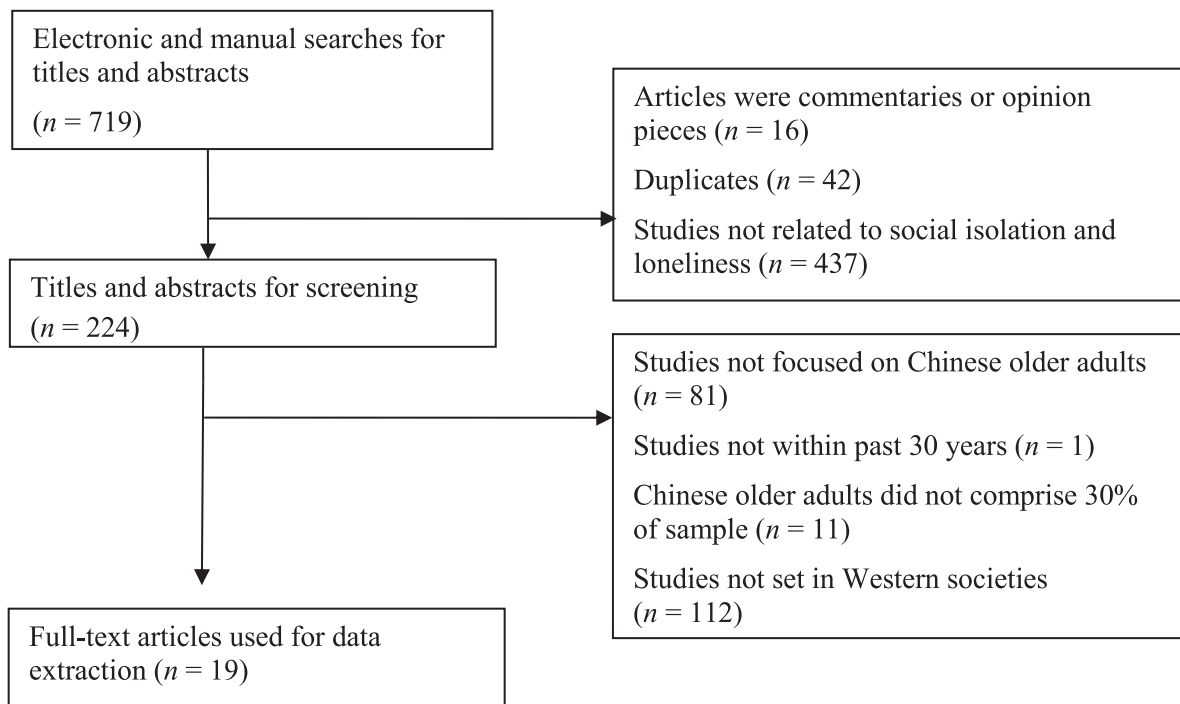 Electronic and manual searches for
titles and abstracts
(n = 719)
Articles were commentaries or opinion
pieces (n = 16)
Duplicates (n = 42)
Studies not related to social isolation and
loneliness (n = 437)
Titles and abstracts for screening
(n = 224)
Studies not focused on Chinese older adults
(n = 81)
Studies not within past 30 years (n = 1)
Chinese older adults did not comprise 30%
of sample (n = 11)
Studies not set in Western societies
(n = 112)
Full-text articles used for data
extraction (n = 19)